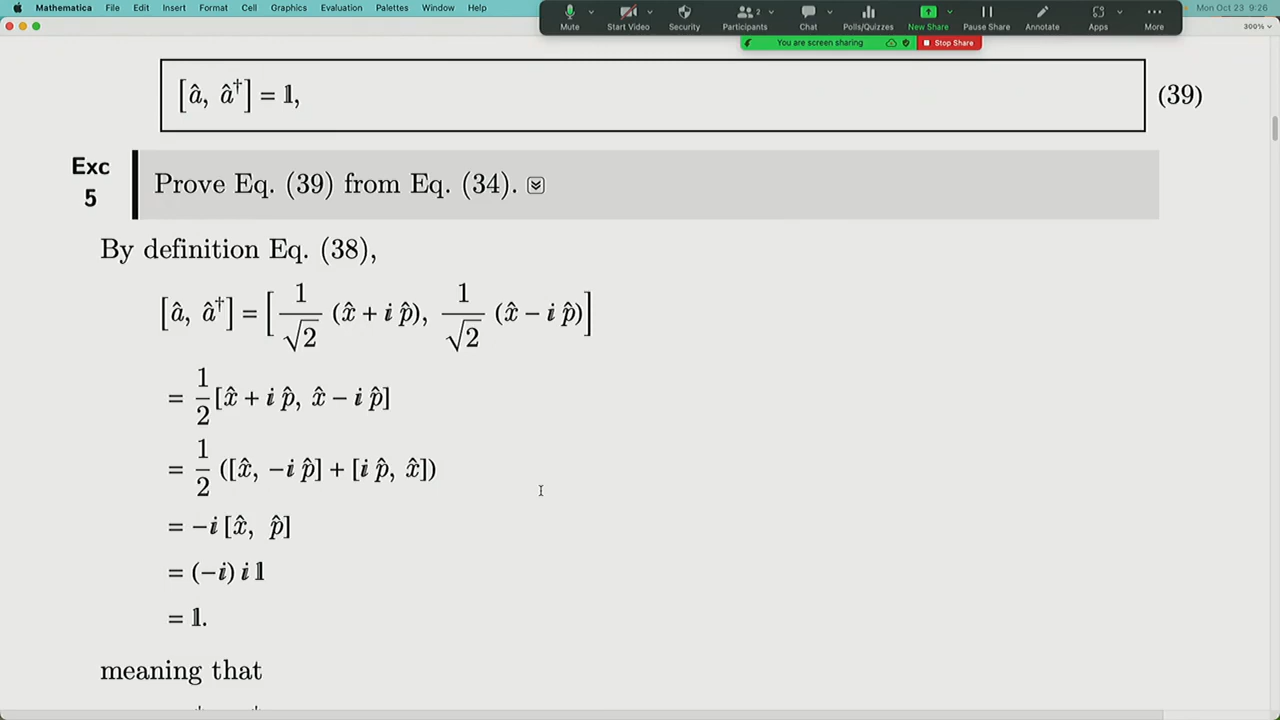 Mathematica File Edit Insert Format Cell Graphics Evaluation Palettes Window Help Mon Oct 23 9:26
Mute Start Video Security Participants 2 Chat Polls/Quizzes New Share Pause Share Annotate Apps More
You are screen sharing Stop Share
300%
[â, â†] = 𝟙, (39)
Exc 5
Prove Eq. (39) from Eq. (34).
By definition Eq. (38),
[â, â†] = [1/√2 (x̂ + i p̂), 1/√2 (x̂ − i p̂)]
= 1/2 [x̂ + i p̂, x̂ − i p̂]
= 1/2 ([x̂, −i p̂] + [i p̂, x̂])
= −i [x̂, p̂]
= (−i) i 𝟙
= 𝟙.
meaning that